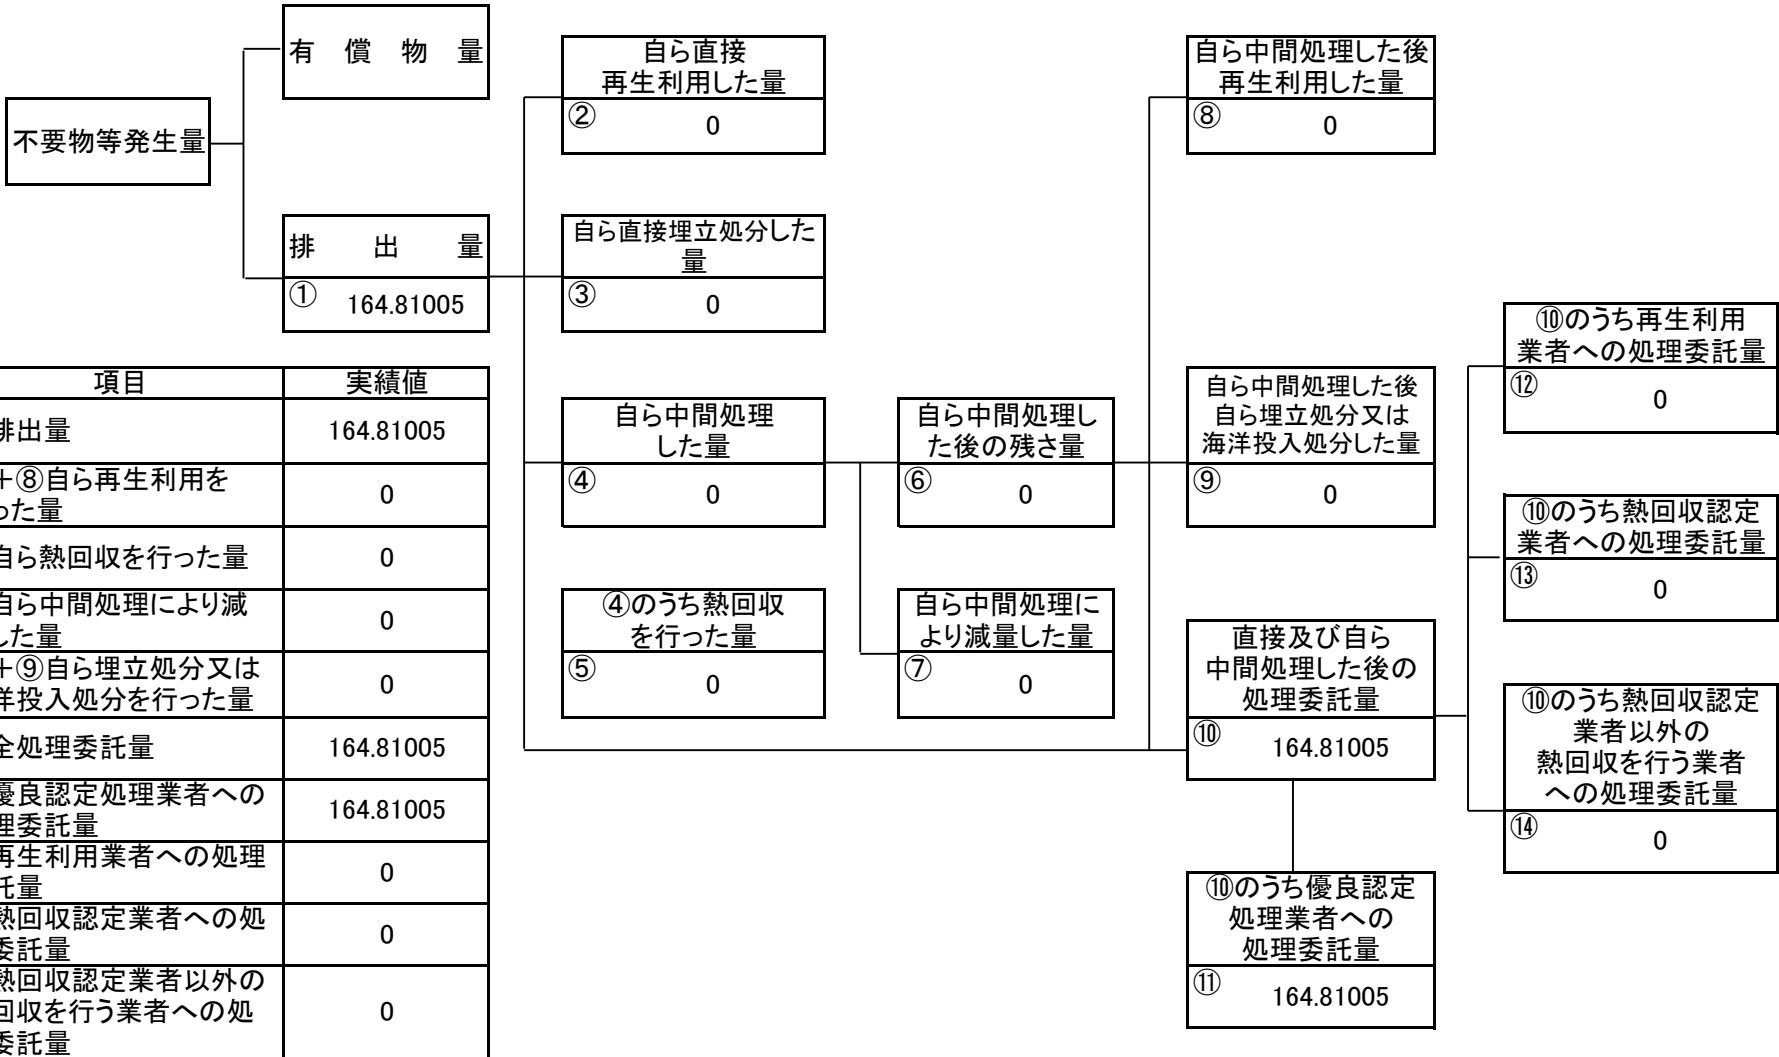 有 償 物 量
不要物等発生量
排 出 量
① 164.81005
自ら直接
再生利用した量
② 0
自ら直接埋立処分した
量
③ 0
自ら中間処理
した量
④ 0
④のうち熱回収
を行った量
⑤ 0
自ら中間処理し
た後の残さ量
⑥ 0
自ら中間処理に
より減量した量
⑦ 0
自ら中間処理した後
再生利用した量
⑧ 0
自ら中間処理した後
自ら埋立処分又は
海洋投入処分した量
⑨ 0
直接及び自ら
中間処理した後の
処理委託量
⑩ 164.81005
⑩のうち優良認定
処理業者への
処理委託量
⑪ 164.81005
⑩のうち再生利用
業者への処理委託量
⑫ 0
⑩のうち熱回収認定
業者への処理委託量
⑬ 0
⑩のうち熱回収認定
業者以外の
熱回収を行う業者
への処理委託量
⑭ 0
項目 実績値
排出量 164.81005
+⑧自ら再生利用を
った量 0
自ら熱回収を行った量 0
自ら中間処理により減
した量 0
+⑨自ら埋立処分又は
洋投入処分を行った量 0
全処理委託量 164.81005
優良認定処理業者への
理委託量 164.81005
再生利用業者への処理
託量 0
熱回収認定業者への処
委託量 0
熱回収認定業者以外の
回収を行う業者への処
委託量 0